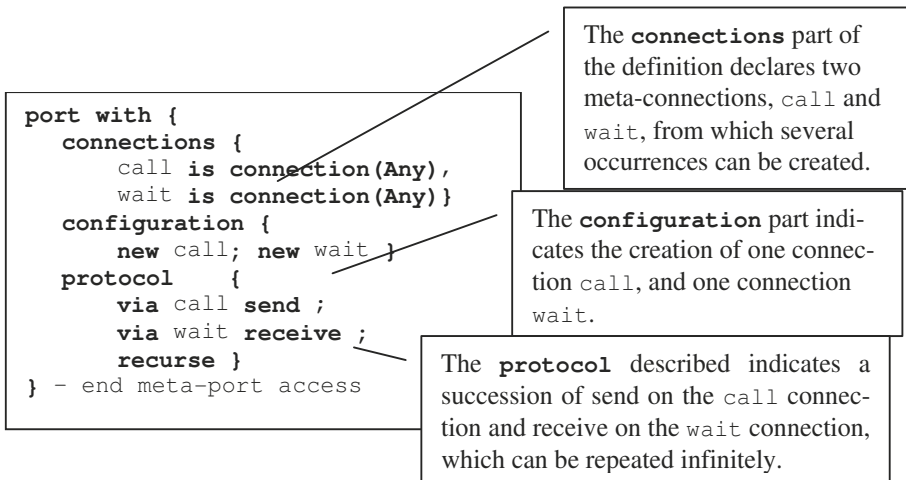 port with {
connections {
call is connection(Any),
wait is connection(Any)}
configuration {
new call; new wait }
protocol {
via call send ;
via wait receive ;
recurse }
} - end meta-port access
The connections part of
the definition declares two
meta-connections, call and
wait, from which several
occurrences can be created.
The configuration part indi-
cates the creation of one connec-
tion call, and one connection
wait.
The protocol described indicates a
succession of send on the call connec-
tion and receive on the wait connection,
which can be repeated infinitely.